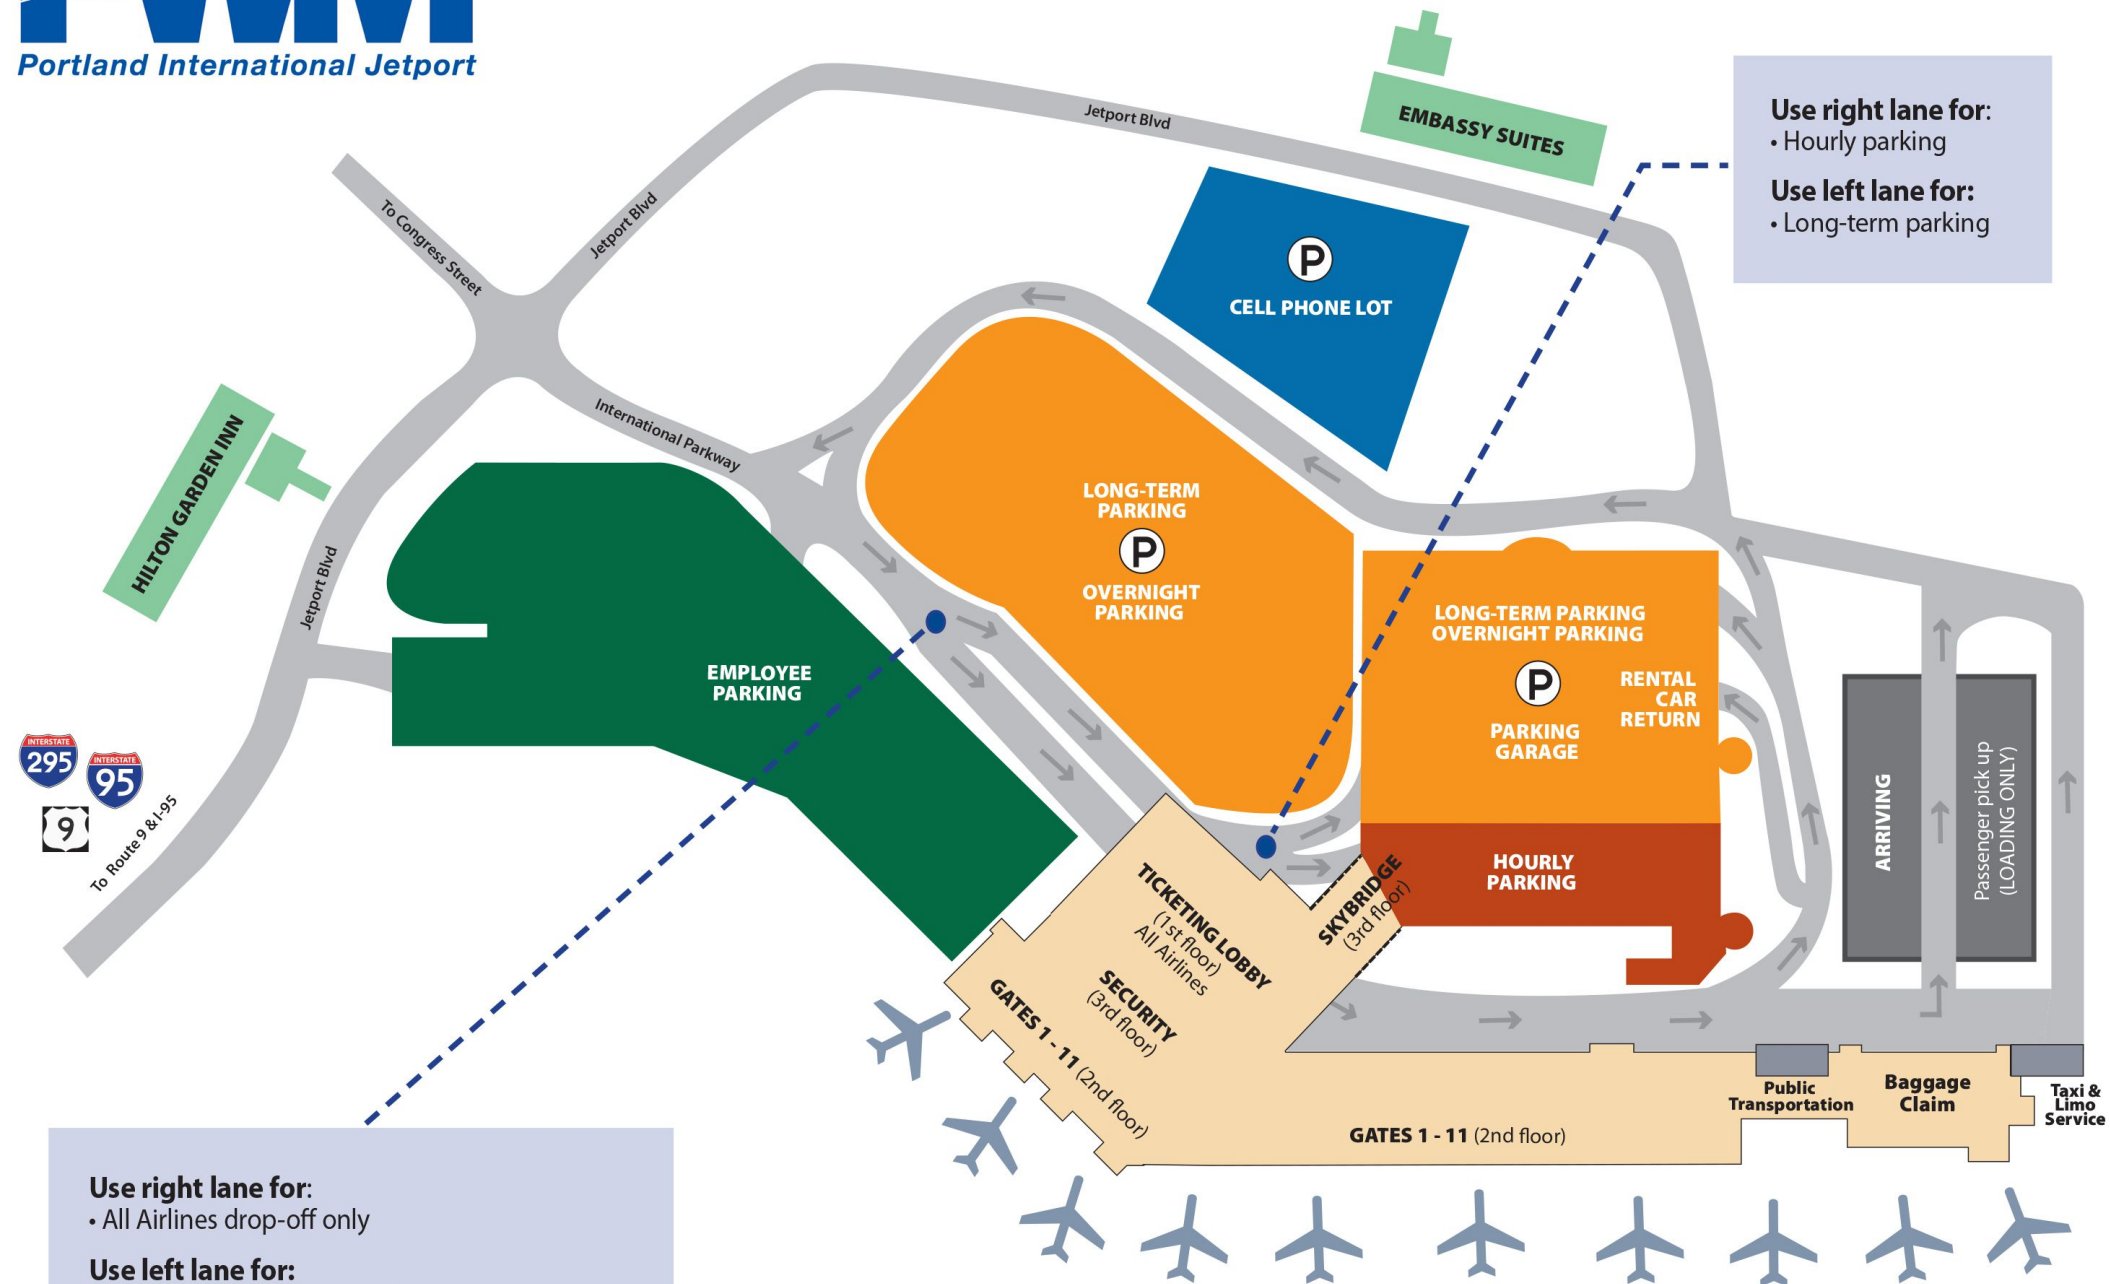 PWM
Portland International Jetport
Jetport Blvd
EMBASSY SUITES
Use right lane for:
• Hourly parking
Use left lane for:
• Long-term parking
To Congress Street
Jetport Blvd
P
CELL PHONE LOT
International Parkway
HILTON GARDEN INN
Jetport Blvd
LONG-TERM
PARKING
P
OVERNIGHT
PARKING
LONG-TERM PARKING
OVERNIGHT PARKING
P
RENTAL
CAR
RETURN
PARKING
GARAGE
EMPLOYEE
PARKING
INTERSTATE
295
INTERSTATE
95
9
To Route 9 & I-95
ARRIVING
Passenger pick up
(LOADING ONLY)
HOURLY
PARKING
SKYBRIDGE
(3rd floor)
TICKETING LOBBY
(1st floor)
All Airlines
SECURITY
(3rd floor)
GATES 1 - 11 (2nd floor)
GATES 1 - 11 (2nd floor)
Public
Transportation
Baggage
Claim
Taxi &
Limo
Service
Use right lane for:
• All Airlines drop-off only
Use left lane for: